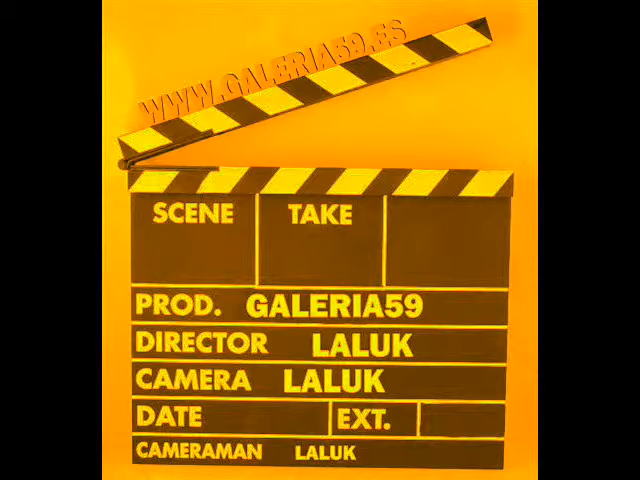 WWW.GALERIA59.ES
SCENE TAKE
PROD. GALERIA59
DIRECTOR LALUK
CAMERA LALUK
DATE EXT.
CAMERAMAN LALUK